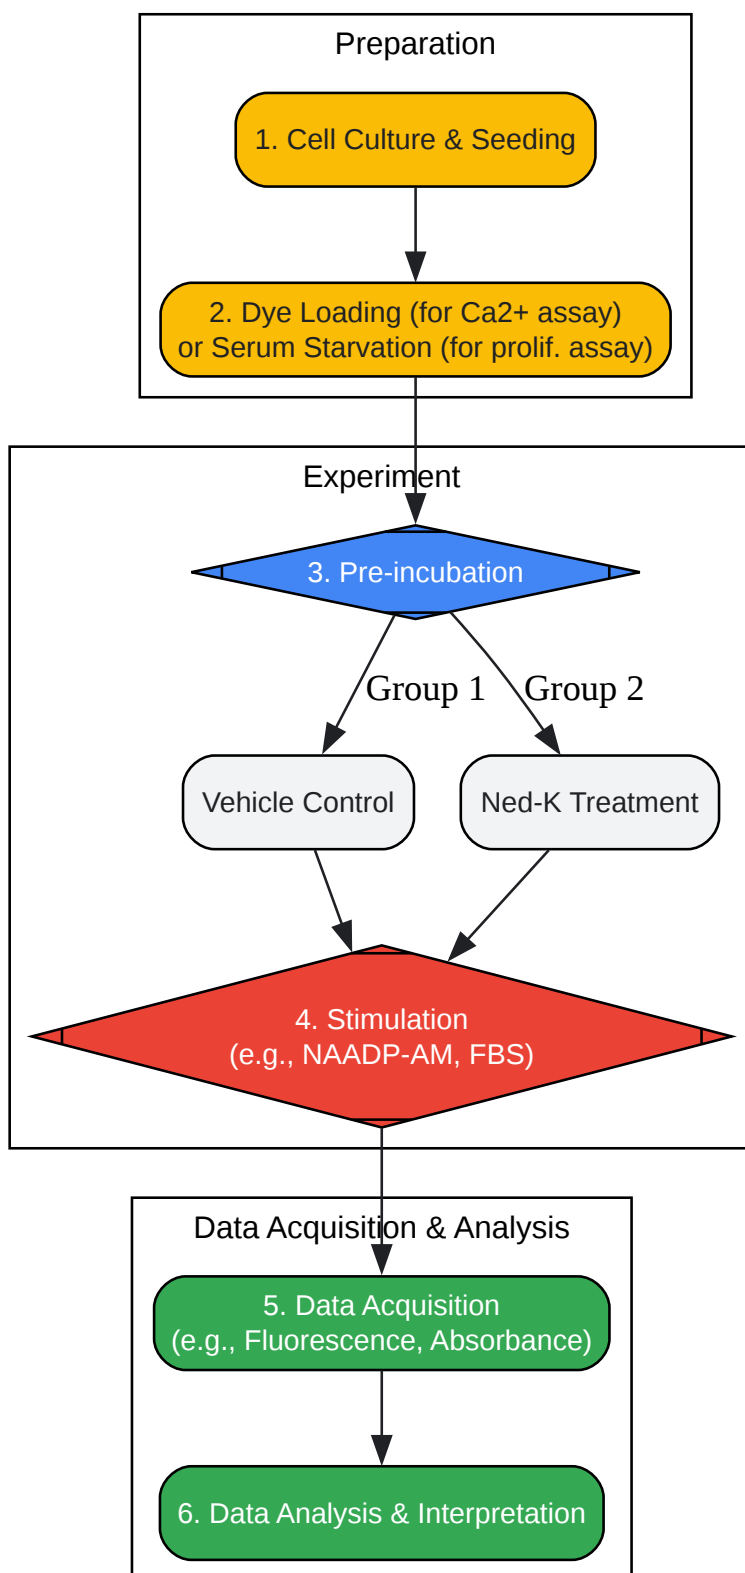 Preparation
1. Cell Culture & Seeding
2. Dye Loading (for Ca2+ assay)
or Serum Starvation (for prolif. assay)
Experiment
3. Pre-incubation
Group 1
Group 2
Vehicle Control
Ned-K Treatment
4. Stimulation
(e.g., NAADP-AM, FBS)
Data Acquisition & Analysis
5. Data Acquisition
(e.g., Fluorescence, Absorbance)
6. Data Analysis & Interpretation